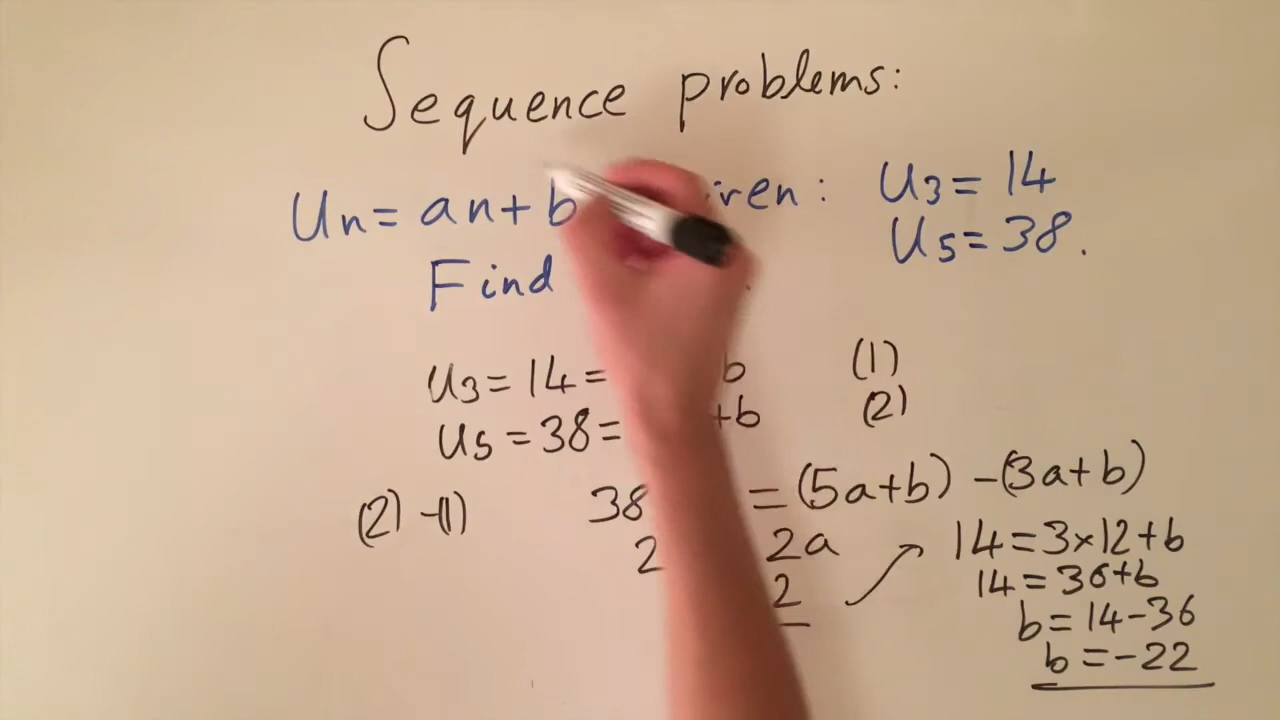 Sequence problems:
Un = an + b
iven: U3 = 14
U5 = 38.
Find
U3 = 14 = b (1)
U5 = 38 = +b (2)
(2) - (1) 38 = (5a + b) - (3a + b)
2 2a
2
14 = 3 × 12 + b
14 = 36 + b
b = 14 - 36
b = -22